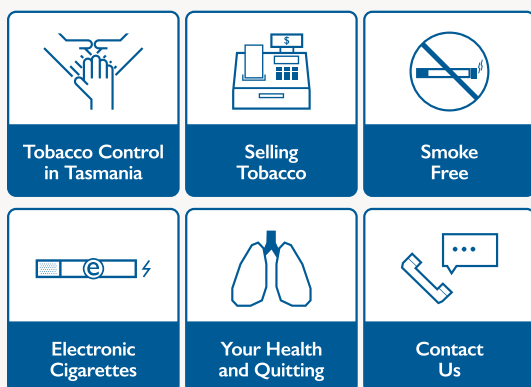 $
Tobacco Control
in Tasmania
Selling
Tobacco
Smoke
Free
e
Electronic
Cigarettes
Your Health
and Quitting
Contact
Us